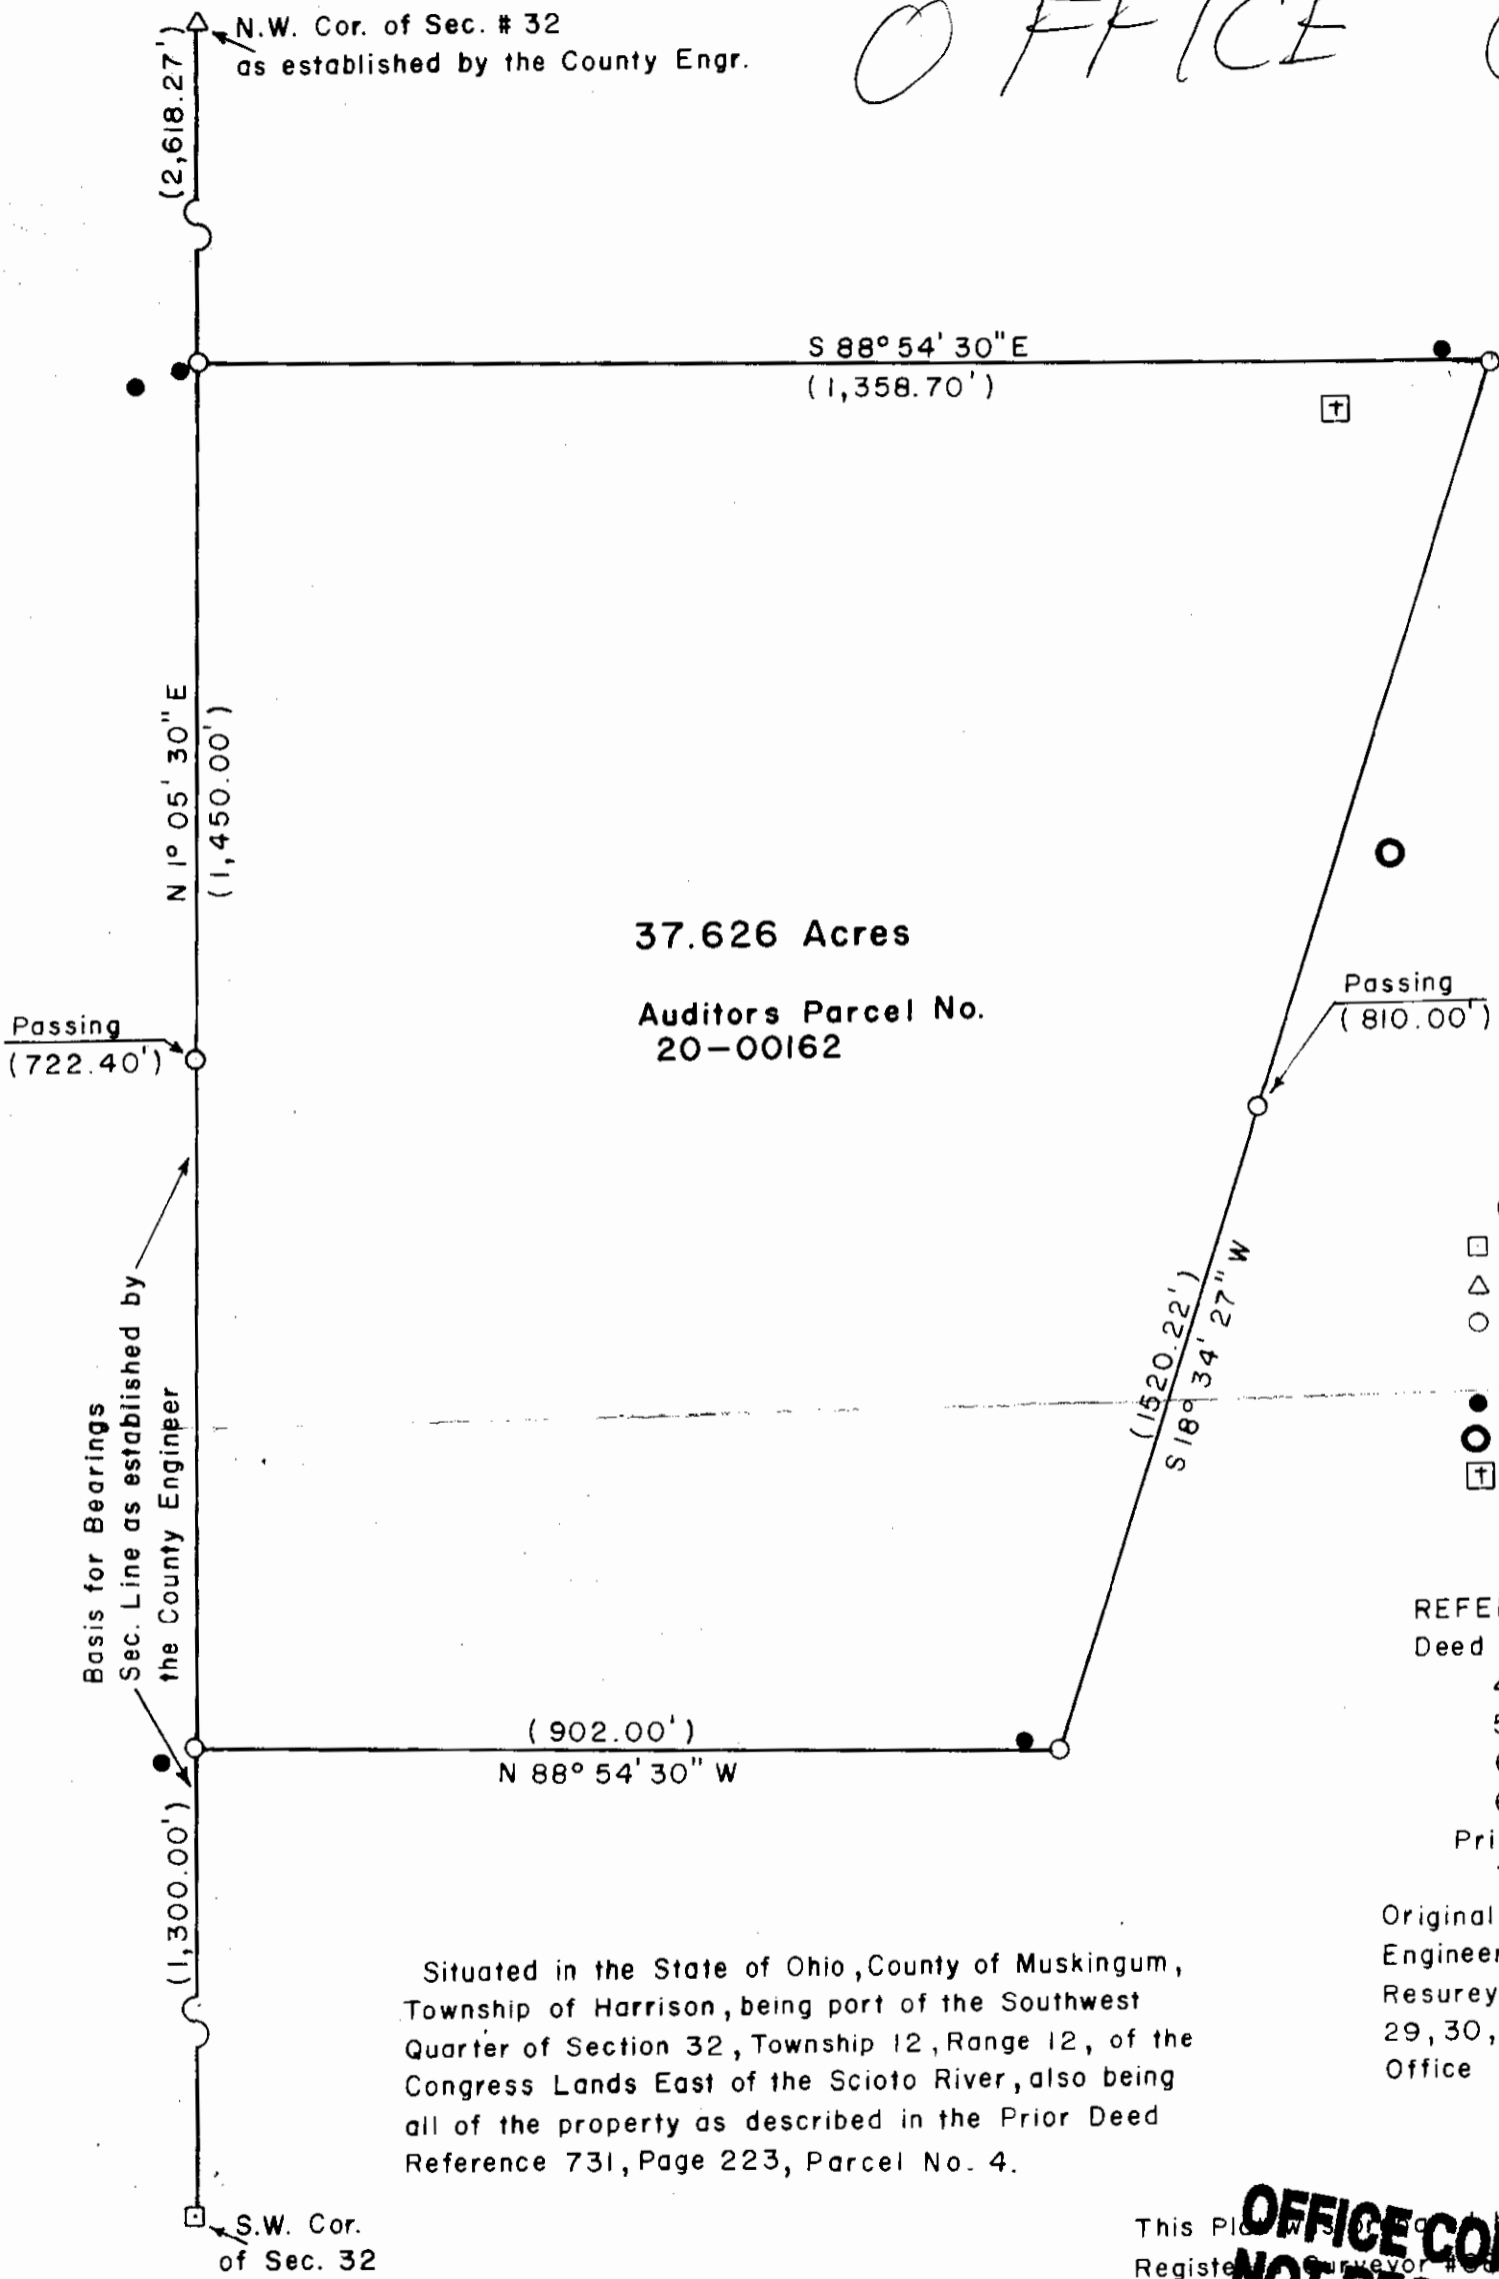 OFFICE
N.W. Cor. of Sec. # 32
as established by the County Engr.
(2,618.27')
S 88° 54' 30" E
(1,358.70')
N 1° 05' 30" E
(1,450.00')
37.626 Acres
Auditors Parcel No.
20-00162
Passing
(722.40')
Passing
(810.00')
(1520.22')
S 18° 34' 27" W
Basis for Bearings
Sec. Line as established by
the County Engineer
(902.00')
N 88° 54' 30" W
(1,300.00')
Deed
Original
Resurey
29,30,
Office
Situated in the State of Ohio, County of Muskingum,
Township of Harrison, being part of the Southwest
Quarter of Section 32, Township 12, Range 12, of the
Congress Lands East of the Scioto River, also being
all of the property as described in the Prior Deed
Reference 731, Page 223, Parcel No. 4.
S.W. Cor.
of Sec. 32
This
OFFICE
NOT
Surveyor